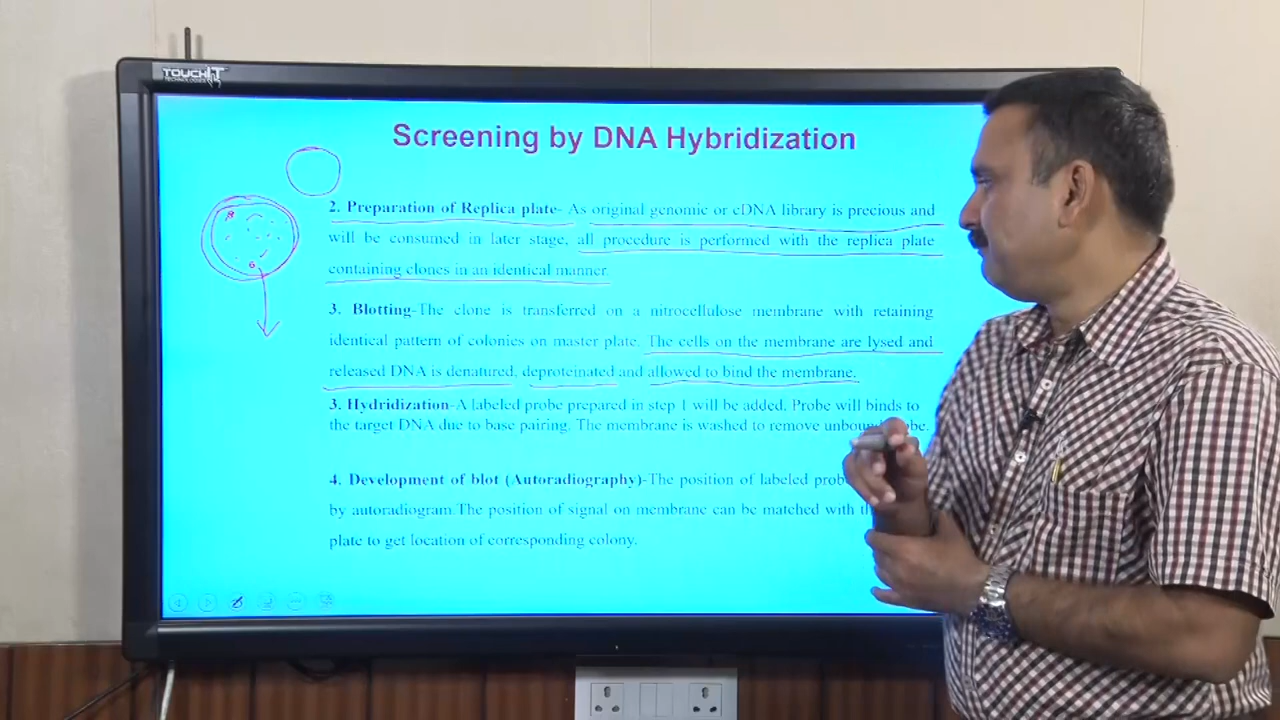 TOUCHIT
TECHNOLOGIES
Screening by DNA Hybridization
2. Preparation of Replica plate- As original genomic or cDNA library is precious and
will be consumed in later stage, all procedure is performed with the replica plate
containing clones in an identical manner.
3. Blotting-The clone is transferred on a nitrocellulose membrane with retaining
identical pattern of colonies on master plate. The cells on the membrane are lysed and
released DNA is denatured, deproteinated and allowed to bind the membrane.
3. Hydridization-A labeled probe prepared in step 1 will be added. Probe will binds to
the target DNA due to base pairing. The membrane is washed to remove
4. Development of blot (Autoradiography)-The position of labeled
by autoradiogram.The position of signal on membrane can be matched with
plate to get location of corresponding colony.